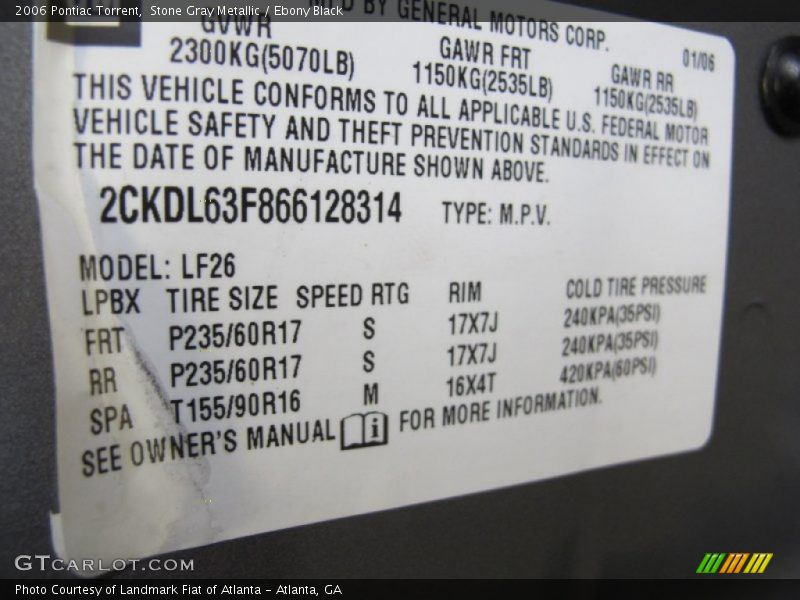 2006 Pontiac Torrent, Stone Gray Metallic / Ebony Black
BY GENERAL MOTORS CORP.
01/06
GVWR GAWR FRT GAWR RR
2300KG(5070LB) 1150KG(2535LB) 1150KG(2535LB)
THIS VEHICLE CONFORMS TO ALL APPLICABLE U.S. FEDERAL MOTOR
VEHICLE SAFETY AND THEFT PREVENTION STANDARDS IN EFFECT ON
THE DATE OF MANUFACTURE SHOWN ABOVE.
2CKDL63F866128314 TYPE: M.P.V.
MODEL: LF26
LPBX TIRE SIZE SPEED RTG RIM COLD TIRE PRESSURE
FRT P235/60R17 S 17X7J 240KPA(35PSI)
RR P235/60R17 S 17X7J 240KPA(35PSI)
SPA T155/90R16 M 16X4T 420KPA(60PSI)
SEE OWNER'S MANUAL FOR MORE INFORMATION.
GTCARLOT.COM
Photo Courtesy of Landmark Fiat of Atlanta - Atlanta, GA